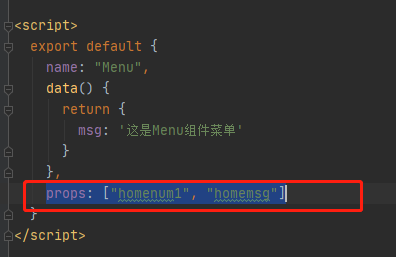 <script>
export default {
name: "Menu",
data() {
return {
msg: '这是Menu组件菜单'
}
},
props: ["homenum1", "homemsg"]
}
</script>